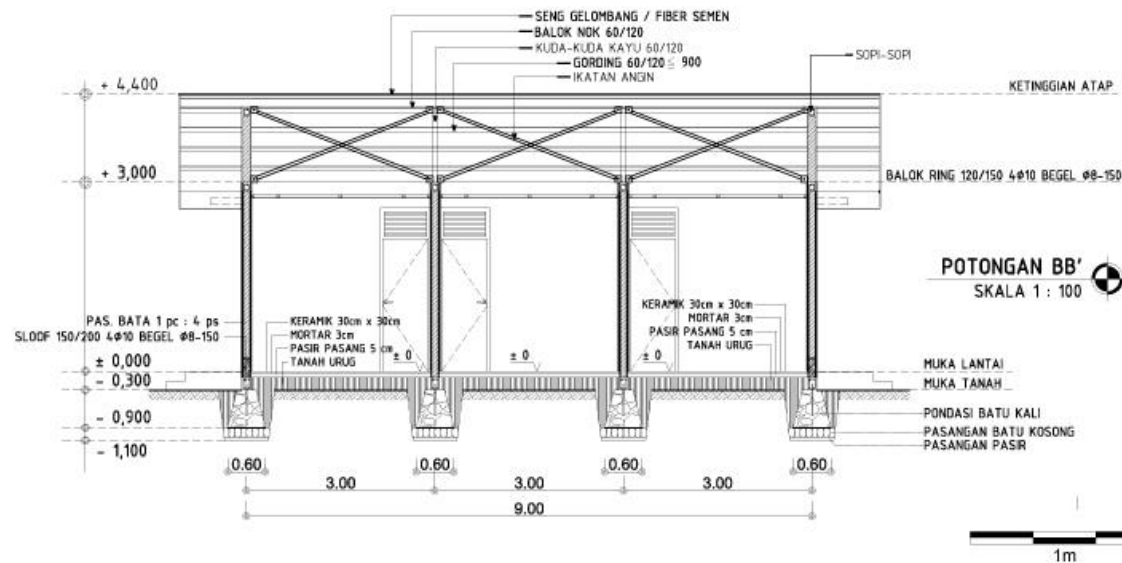 SENG GELOMBANG / FIBER SEMEN
BALOK NOK 60/120
KUDA-KUDA KAYU 60/120
GORDING 60/120 ≤ 900
IKATAN ANGIN
SOPI-SOPI
+ 4,400
KETINGGIAN ATAP
+ 3,000
BALOK RING 120/150 4ø10 BEGEL ø8-150
POTONGAN BB'
SKALA 1 : 100
PAS. BATA 1 pc : 4 ps
SLOOF 150/200 4ø10 BEGEL ø8-150
KERAMIK 30cm x 30cm
MORTAR 3cm
PASIR PASANG 5 cm
TANAH URUG
KERAMIK 30cm x 30cm
MORTAR 3cm
PASIR PASANG 5 cm
TANAH URUG
± 0
± 0
± 0
± 0,000
MUKA LANTAI
- 0,300
MUKA TANAH
- 0,900
PONDASI BATU KALI
PASANGAN BATU KOSONG
- 1,100
PASANGAN PASIR
0.60
0.60
0.60
0.60
3.00
3.00
3.00
9.00
1m